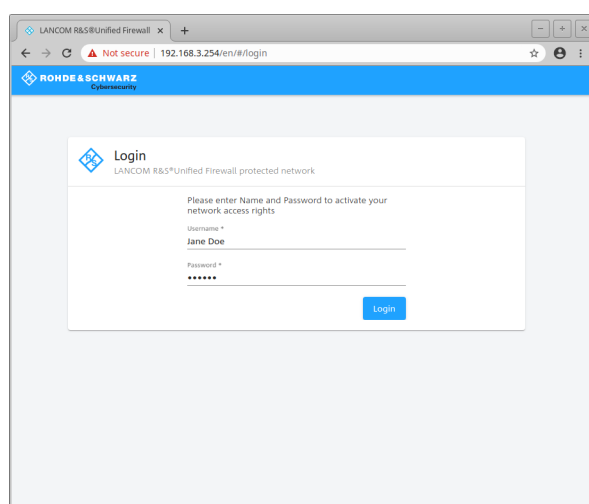 LANCOM R&S®Unified Firewall
Not secure | 192.168.3.254/en/#/login
ROHDE&SCHWARZ
Cybersecurity
R&S
Login
LANCOM R&S®Unified Firewall protected network
Please enter Name and Password to activate your
network access rights
Username *
Jane Doe
Password *
••••••
Login